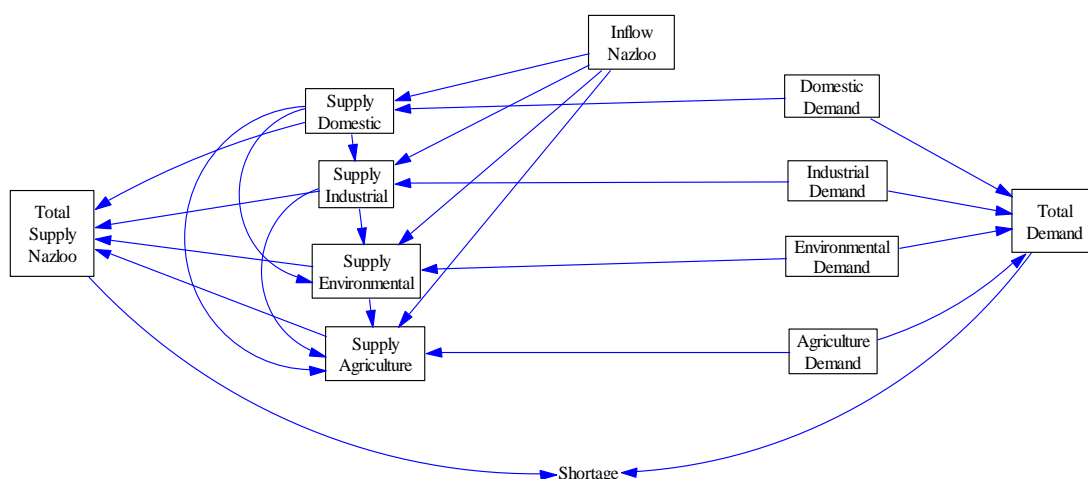 Inflow
Nazloo
Supply
Domestic
Domestic
Demand
Supply
Industrial
Industrial
Demand
Total
Supply
Nazloo
Total
Demand
Supply
Environmental
Environmental
Demand
Supply
Agriculture
Agriculture
Demand
Shortage